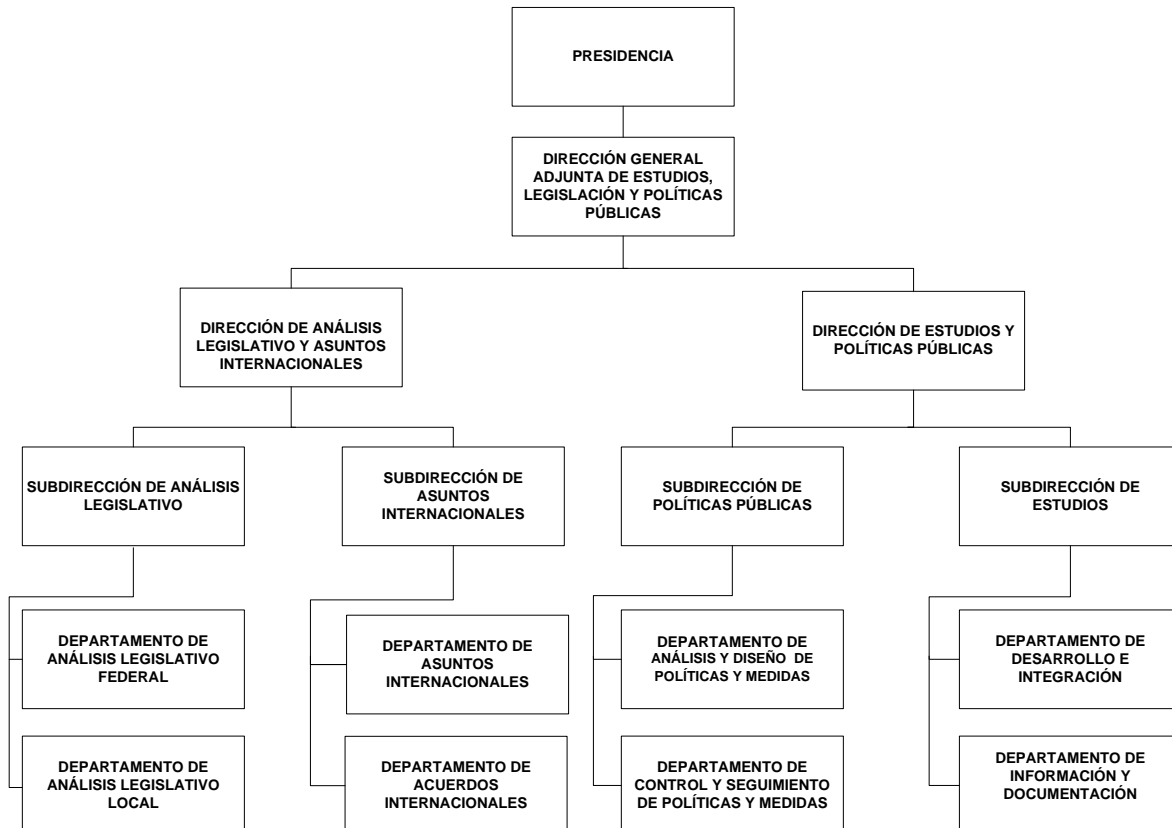 PRESIDENCIA
DIRECCIÓN GENERAL
ADJUNTA DE ESTUDIOS,
LEGISLACIÓN Y POLÍTICAS
PÚBLICAS
DIRECCIÓN DE ANÁLISIS
LEGISLATIVO Y ASUNTOS
INTERNACIONALES
DIRECCIÓN DE ESTUDIOS Y
POLÍTICAS PÚBLICAS
SUBDIRECCIÓN DE ANÁLISIS
LEGISLATIVO
SUBDIRECCIÓN DE
ASUNTOS
INTERNACIONALES
SUBDIRECCIÓN DE
POLÍTICAS PÚBLICAS
SUBDIRECCIÓN DE
ESTUDIOS
DEPARTAMENTO DE
ANÁLISIS LEGISLATIVO
FEDERAL
DEPARTAMENTO DE
ASUNTOS
INTERNACIONALES
DEPARTAMENTO DE
ANÁLISIS Y DISEÑO DE
POLÍTICAS Y MEDIDAS
DEPARTAMENTO DE
DESARROLLO E
INTEGRACIÓN
DEPARTAMENTO DE
ANÁLISIS LEGISLATIVO
LOCAL
DEPARTAMENTO DE
ACUERDOS
INTERNACIONALES
DEPARTAMENTO DE
CONTROL Y SEGUIMIENTO
DE POLÍTICAS Y MEDIDAS
DEPARTAMENTO DE
INFORMACIÓN Y
DOCUMENTACIÓN